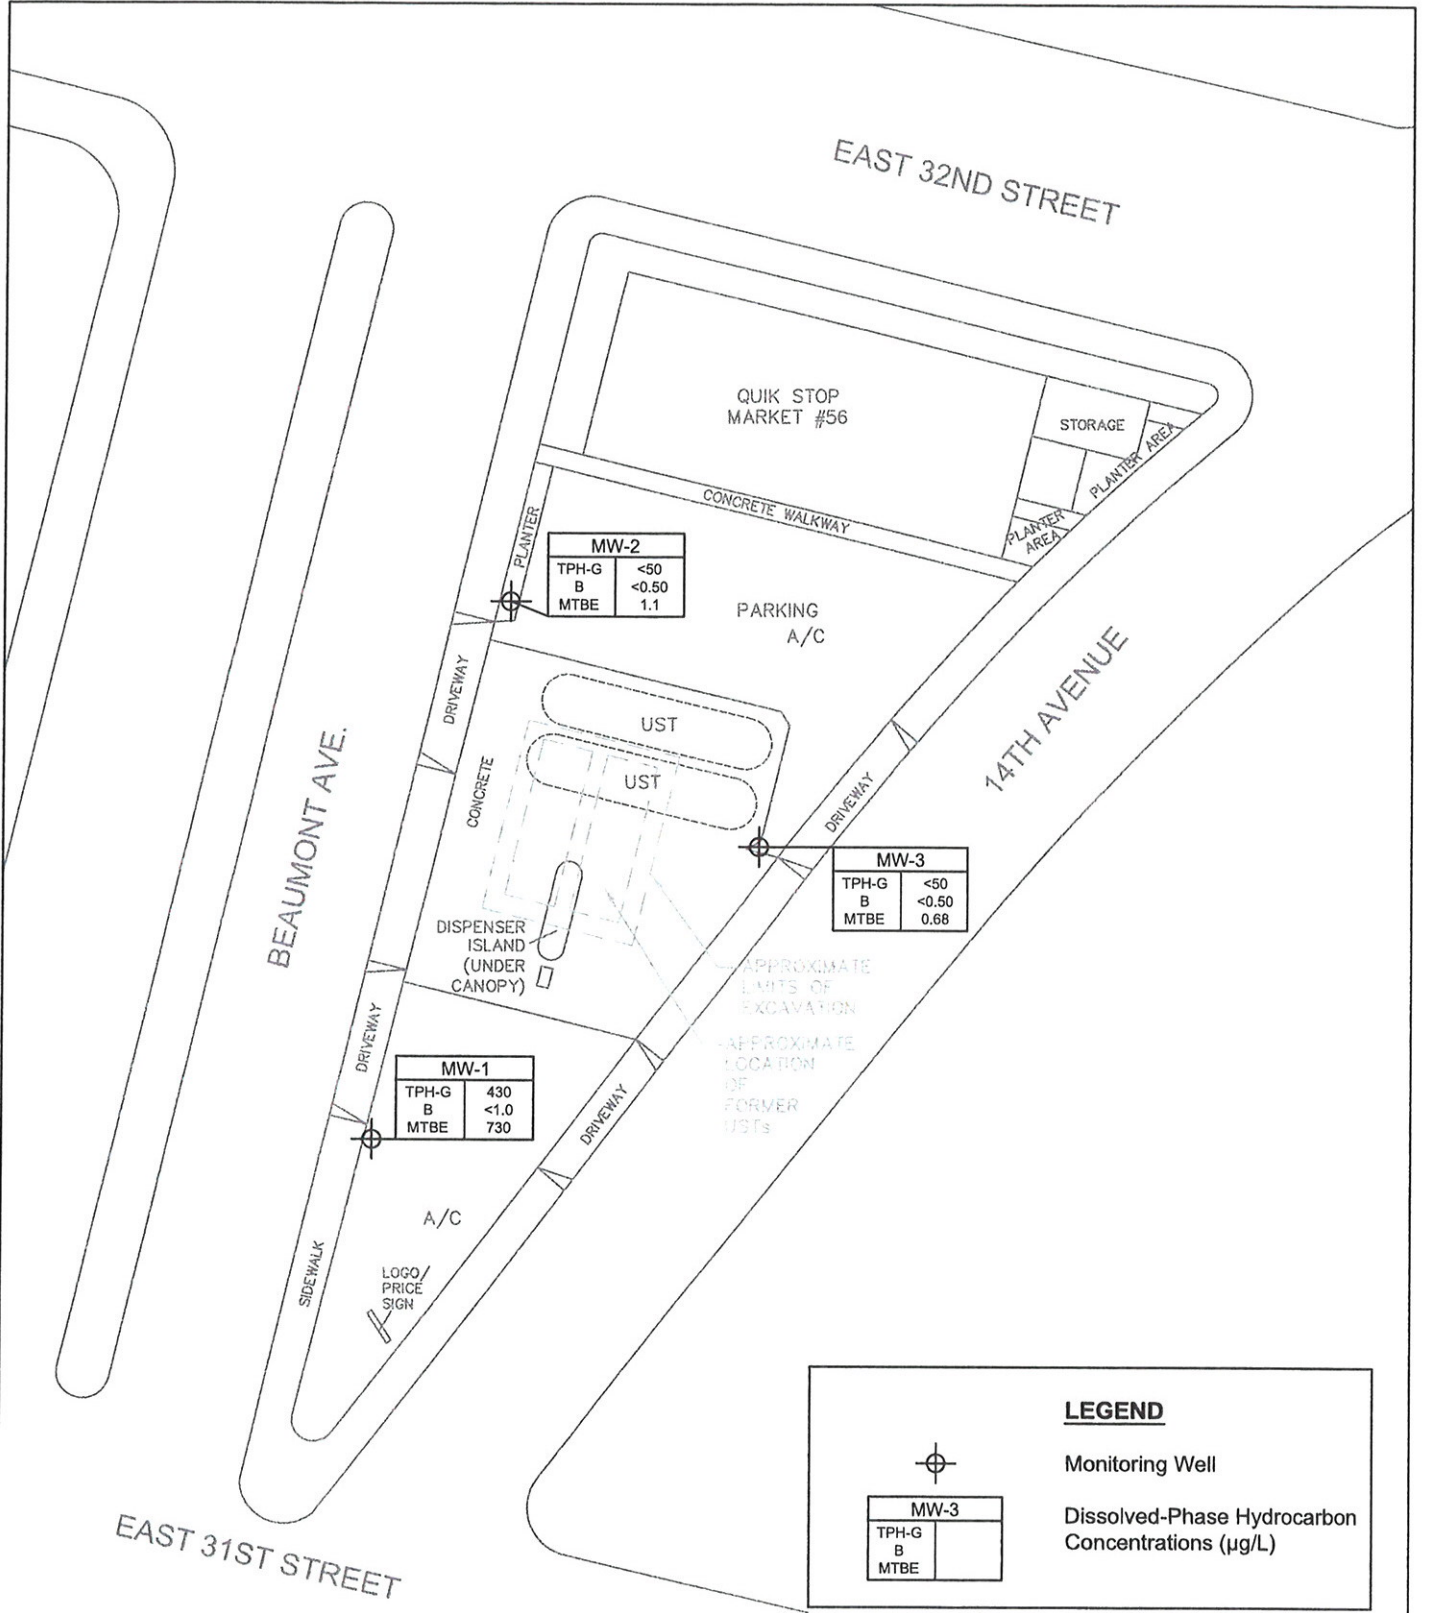 EAST 32ND STREET
QUIK STOP
MARKET #56
STORAGE
PLANTER AREA
PLANTER
AREA
CONCRETE WALKWAY
PLANTER
MW-2
TPH-G <50
B <0.50
MTBE 1.1
PARKING
A/C
14TH AVENUE
DRIVEWAY
UST
UST
CONCRETE
BEAUMONT AVE.
DRIVEWAY
MW-3
TPH-G <50
B <0.50
MTBE 0.68
DISPENSER
ISLAND
(UNDER
CANOPY)
APPROXIMATE
LIMITS OF
EXCAVATION
APPROXIMATE
LOCATION
OF
FORMER
USTs
DRIVEWAY
MW-1
TPH-G 430
B <1.0
MTBE 730
DRIVEWAY
A/C
SIDEWALK
LOGO/
PRICE
SIGN
EAST 31ST STREET
LEGEND
Monitoring Well
MW-3
TPH-G
B
MTBE
Dissolved-Phase Hydrocarbon
Concentrations (µg/L)